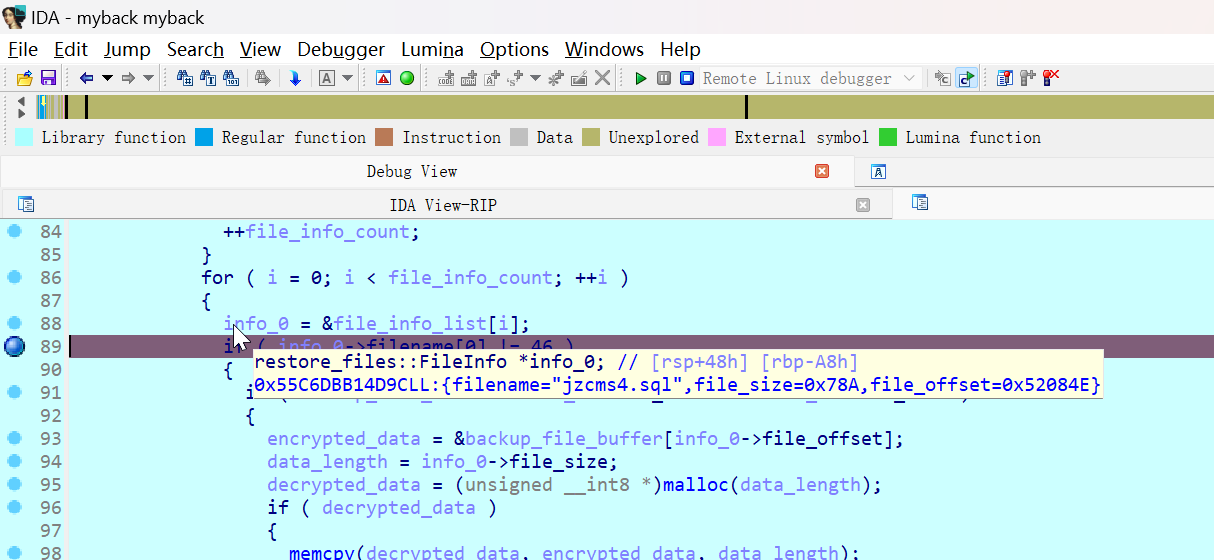 IDA - myback myback
File Edit Jump Search View Debugger Lumina Options Windows Help
Remote Linux debugger
Library function Regular function Instruction Data Unexplored External symbol Lumina function
Debug View
IDA View-RIP
84 ++file_info_count;
85 }
86 for ( i = 0; i < file_info_count; ++i )
87 {
88 info_0 = &file_info_list[i];
89 if ( info_0->filename[0] != 46 )
restore_files::FileInfo *info_0; // [rsp+48h] [rbp-A8h]
90 {
0x55C6DBB14D9CLL:{filename="jzcms4.sql",file_size=0x78A,file_offset=0x52084E}
91
92 {
93 encrypted_data = &backup_file_buffer[info_0->file_offset];
94 data_length = info_0->file_size;
95 decrypted_data = (unsigned __int8 *)malloc(data_length);
96 if ( decrypted_data )
97 {
98 memcpy(decrypted_data, encrypted_data, data_length);